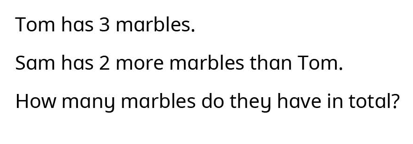 Tom has 3 marbles.
Sam has 2 more marbles than Tom.
How many marbles do they have in total?